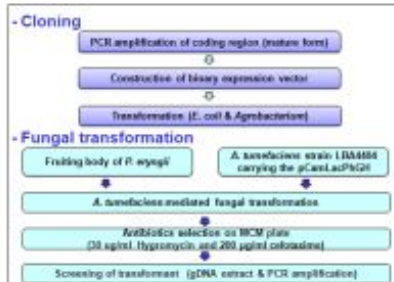 - Cloning
PCR amplification of coding region (mature form)
Construction of binary expression vector
Transformation (E. coli & Agrobacterium)
- Fungal transformation
Fruiting body of P. eryngii
A. tumefaciens strain LBA4404
carrying the pCamLacPhGH
A. tumefaciens mediated fungal transformation
Antibiotics selection on MCM plate
(30 ug/ml Hygromycin and 200 µg/ml cefotaxime)
Screening of transformant (gDNA extract & PCR amplification)